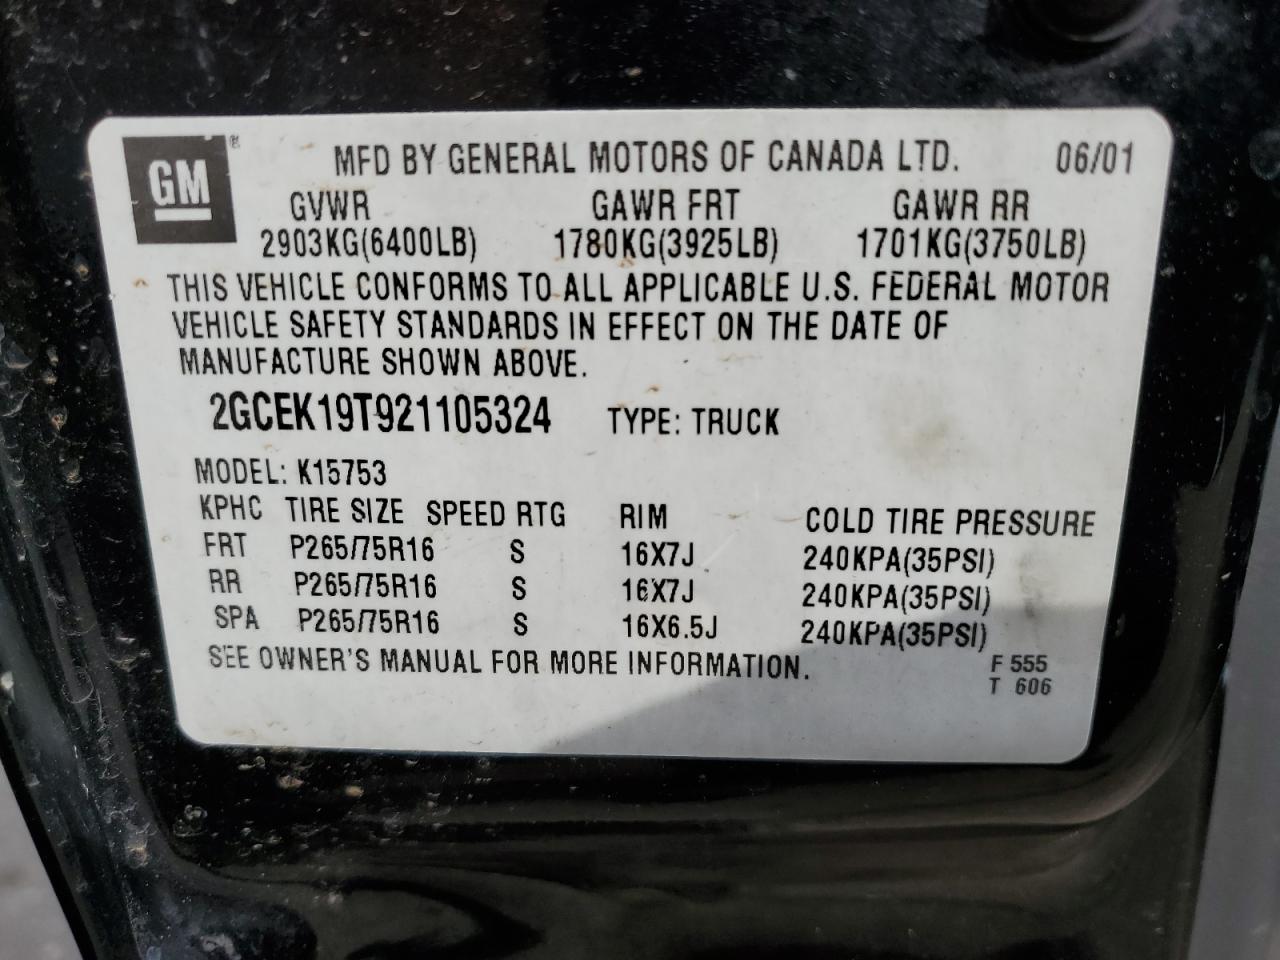 GM ® MFD BY GENERAL MOTORS OF CANADA LTD. 06/01
GVWR GAWR FRT GAWR RR
2903KG(6400LB) 1780KG(3925LB) 1701KG(3750LB)
THIS VEHICLE CONFORMS TO ALL APPLICABLE U.S. FEDERAL MOTOR
VEHICLE SAFETY STANDARDS IN EFFECT ON THE DATE OF
MANUFACTURE SHOWN ABOVE.
2GCEK19T921105324 TYPE: TRUCK
MODEL: K15753
KPHC TIRE SIZE SPEED RTG RIM COLD TIRE PRESSURE
FRT P265/75R16 S 16X7J 240KPA(35PSI)
RR P265/75R16 S 16X7J 240KPA(35PSI)
SPA P265/75R16 S 16X6.5J 240KPA(35PSI)
SEE OWNER'S MANUAL FOR MORE INFORMATION. F 555
T 606